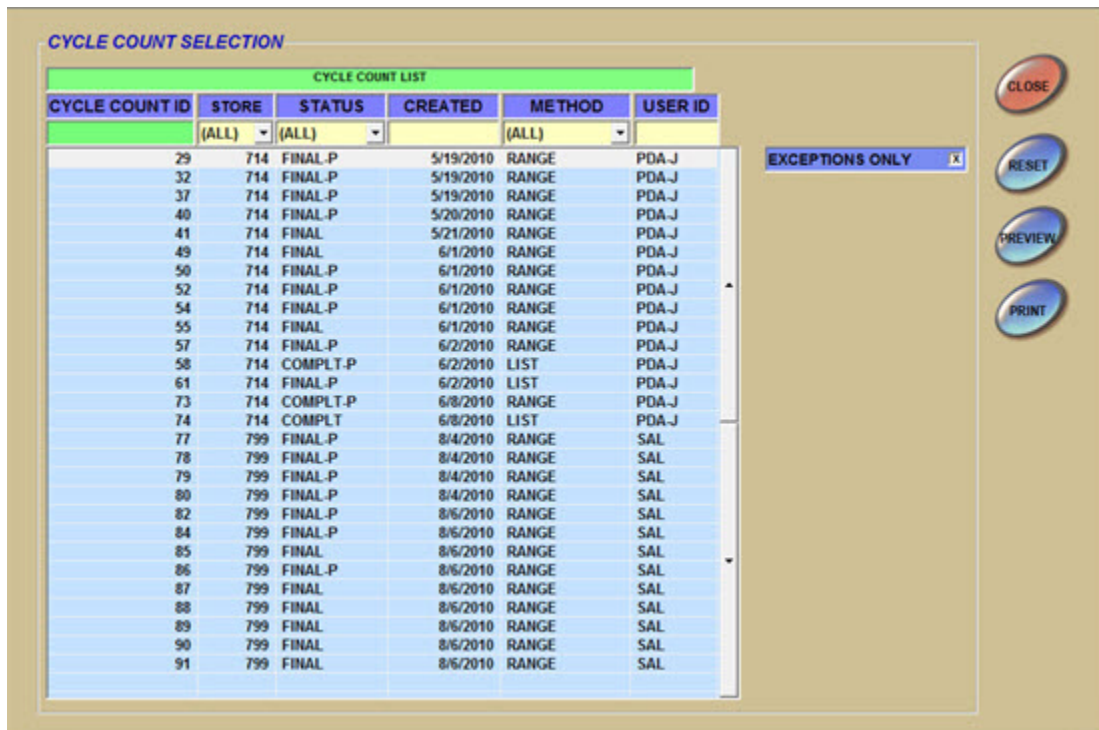 CYCLE COUNT SELECTION
CYCLE COUNT LIST
CYCLE COUNT ID STORE STATUS CREATED METHOD USER ID
(ALL) (ALL) (ALL)
29 714 FINAL-P 5/19/2010 RANGE PDA-J
32 714 FINAL-P 5/19/2010 RANGE PDA-J
37 714 FINAL-P 5/19/2010 RANGE PDA-J
40 714 FINAL-P 5/20/2010 RANGE PDA-J
41 714 FINAL 5/21/2010 RANGE PDA-J
49 714 FINAL 6/1/2010 RANGE PDA-J
50 714 FINAL-P 6/1/2010 RANGE PDA-J
52 714 FINAL-P 6/1/2010 RANGE PDA-J
54 714 FINAL-P 6/1/2010 RANGE PDA-J
55 714 FINAL 6/1/2010 RANGE PDA-J
57 714 FINAL-P 6/2/2010 RANGE PDA-J
58 714 COMPLT-P 6/2/2010 LIST PDA-J
61 714 FINAL-P 6/2/2010 LIST PDA-J
73 714 COMPLT-P 6/8/2010 RANGE PDA-J
74 714 COMPLT 6/8/2010 LIST PDA-J
77 799 FINAL-P 8/4/2010 RANGE SAL
78 799 FINAL-P 8/4/2010 RANGE SAL
79 799 FINAL-P 8/4/2010 RANGE SAL
80 799 FINAL-P 8/4/2010 RANGE SAL
82 799 FINAL-P 8/6/2010 RANGE SAL
84 799 FINAL-P 8/6/2010 RANGE SAL
85 799 FINAL 8/6/2010 RANGE SAL
86 799 FINAL-P 8/6/2010 RANGE SAL
87 799 FINAL 8/6/2010 RANGE SAL
88 799 FINAL 8/6/2010 RANGE SAL
89 799 FINAL 8/6/2010 RANGE SAL
90 799 FINAL 8/6/2010 RANGE SAL
91 799 FINAL 8/6/2010 RANGE SAL
EXCEPTIONS ONLY X
CLOSE
RESET
PREVIEW
PRINT